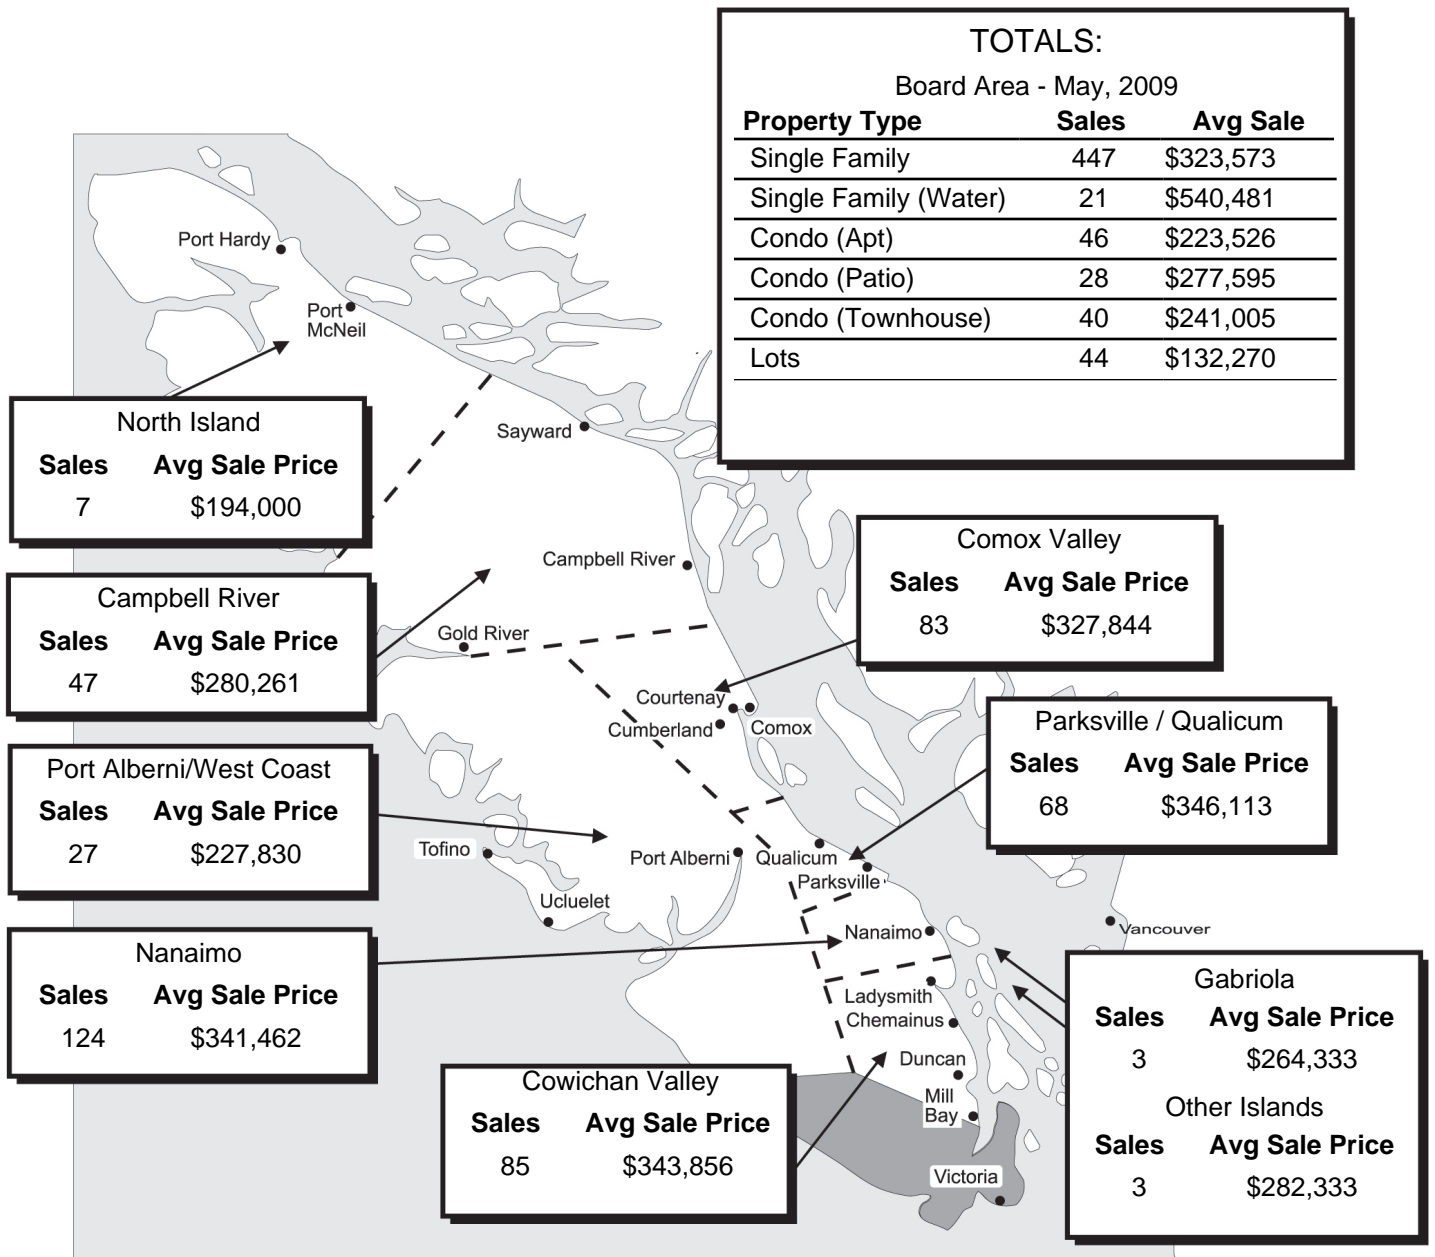 TOTALS:
Board Area - May, 2009
Property Type Sales Avg Sale
Single Family 447 $323,573
Single Family (Water) 21 $540,481
Condo (Apt) 46 $223,526
Condo (Patio) 28 $277,595
Condo (Townhouse) 40 $241,005
Lots 44 $132,270
Port Hardy
Port
McNeil
North Island
Sales Avg Sale Price
7 $194,000
Sayward
Campbell River
Campbell River
Sales Avg Sale Price
47 $280,261
Gold River
Comox Valley
Sales Avg Sale Price
83 $327,844
Courtenay
Cumberland
Comox
Parksville / Qualicum
Sales Avg Sale Price
68 $346,113
Port Alberni/West Coast
Sales Avg Sale Price
27 $227,830
Tofino
Port Alberni
Qualicum
Parksville
Ucluelet
Nanaimo
Vancouver
Nanaimo
Sales Avg Sale Price
124 $341,462
Ladysmith
Chemainus
Duncan
Mill
Bay
Gabriola
Sales Avg Sale Price
3 $264,333
Other Islands
Sales Avg Sale Price
3 $282,333
Cowichan Valley
Sales Avg Sale Price
85 $343,856
Victoria